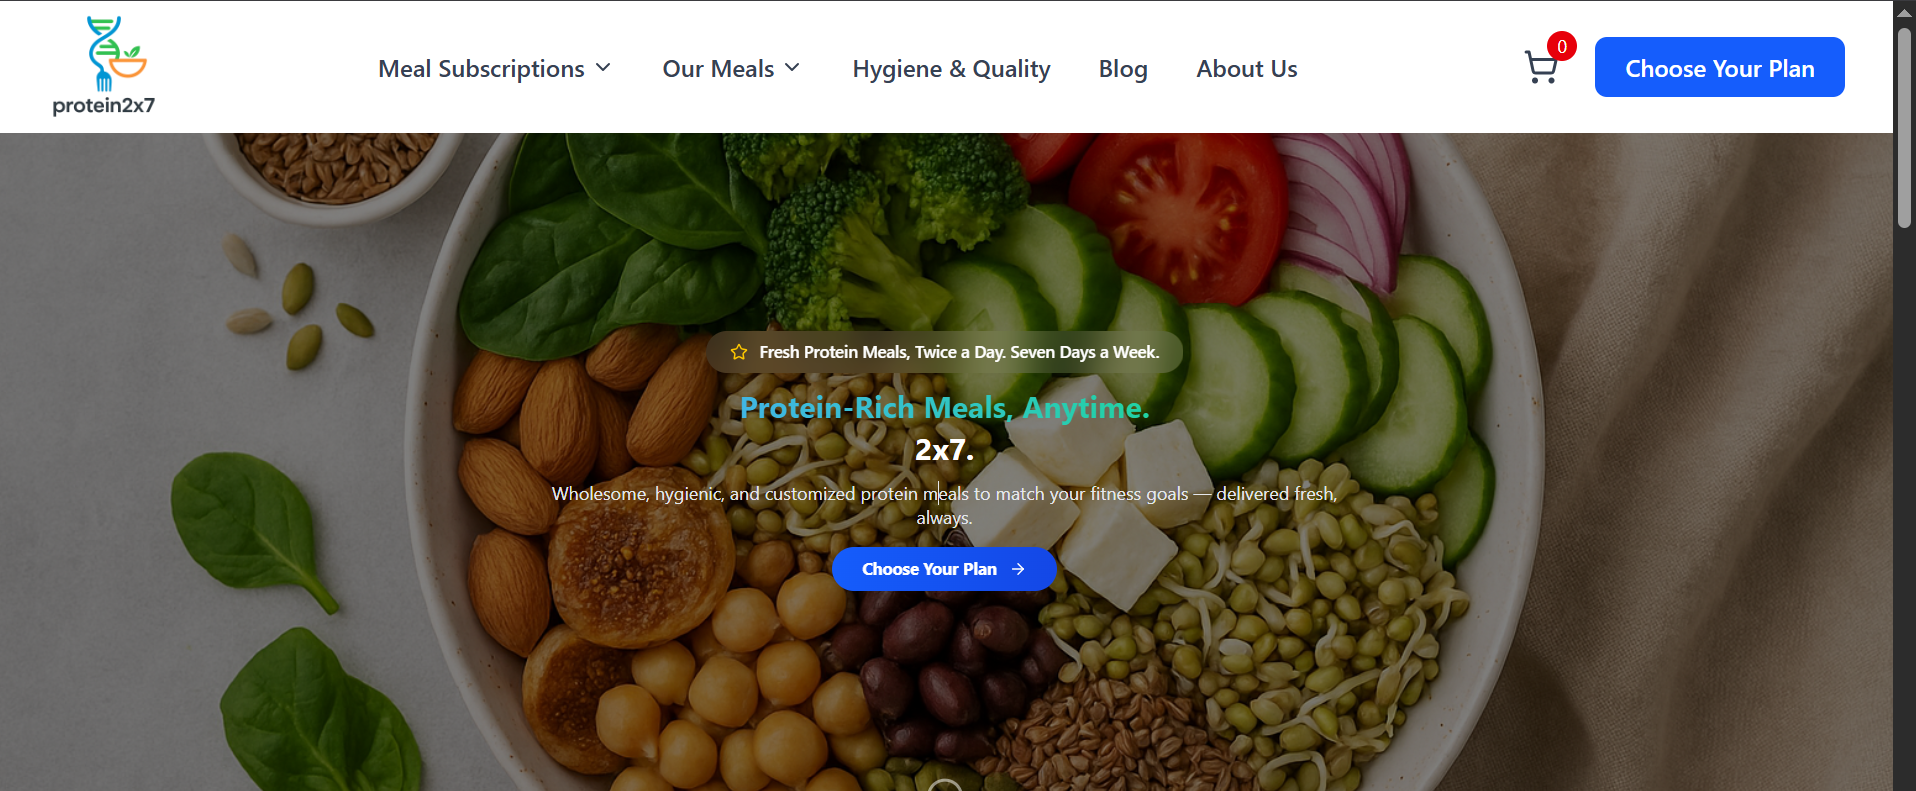 protein2x7
Meal Subscriptions
Our Meals
Hygiene & Quality
Blog
About Us
0
Choose Your Plan
Fresh Protein Meals, Twice a Day. Seven Days a Week.
Protein-Rich Meals, Anytime.
2x7.
Wholesome, hygienic, and customized protein meals to match your fitness goals — delivered fresh,
always.
Choose Your Plan